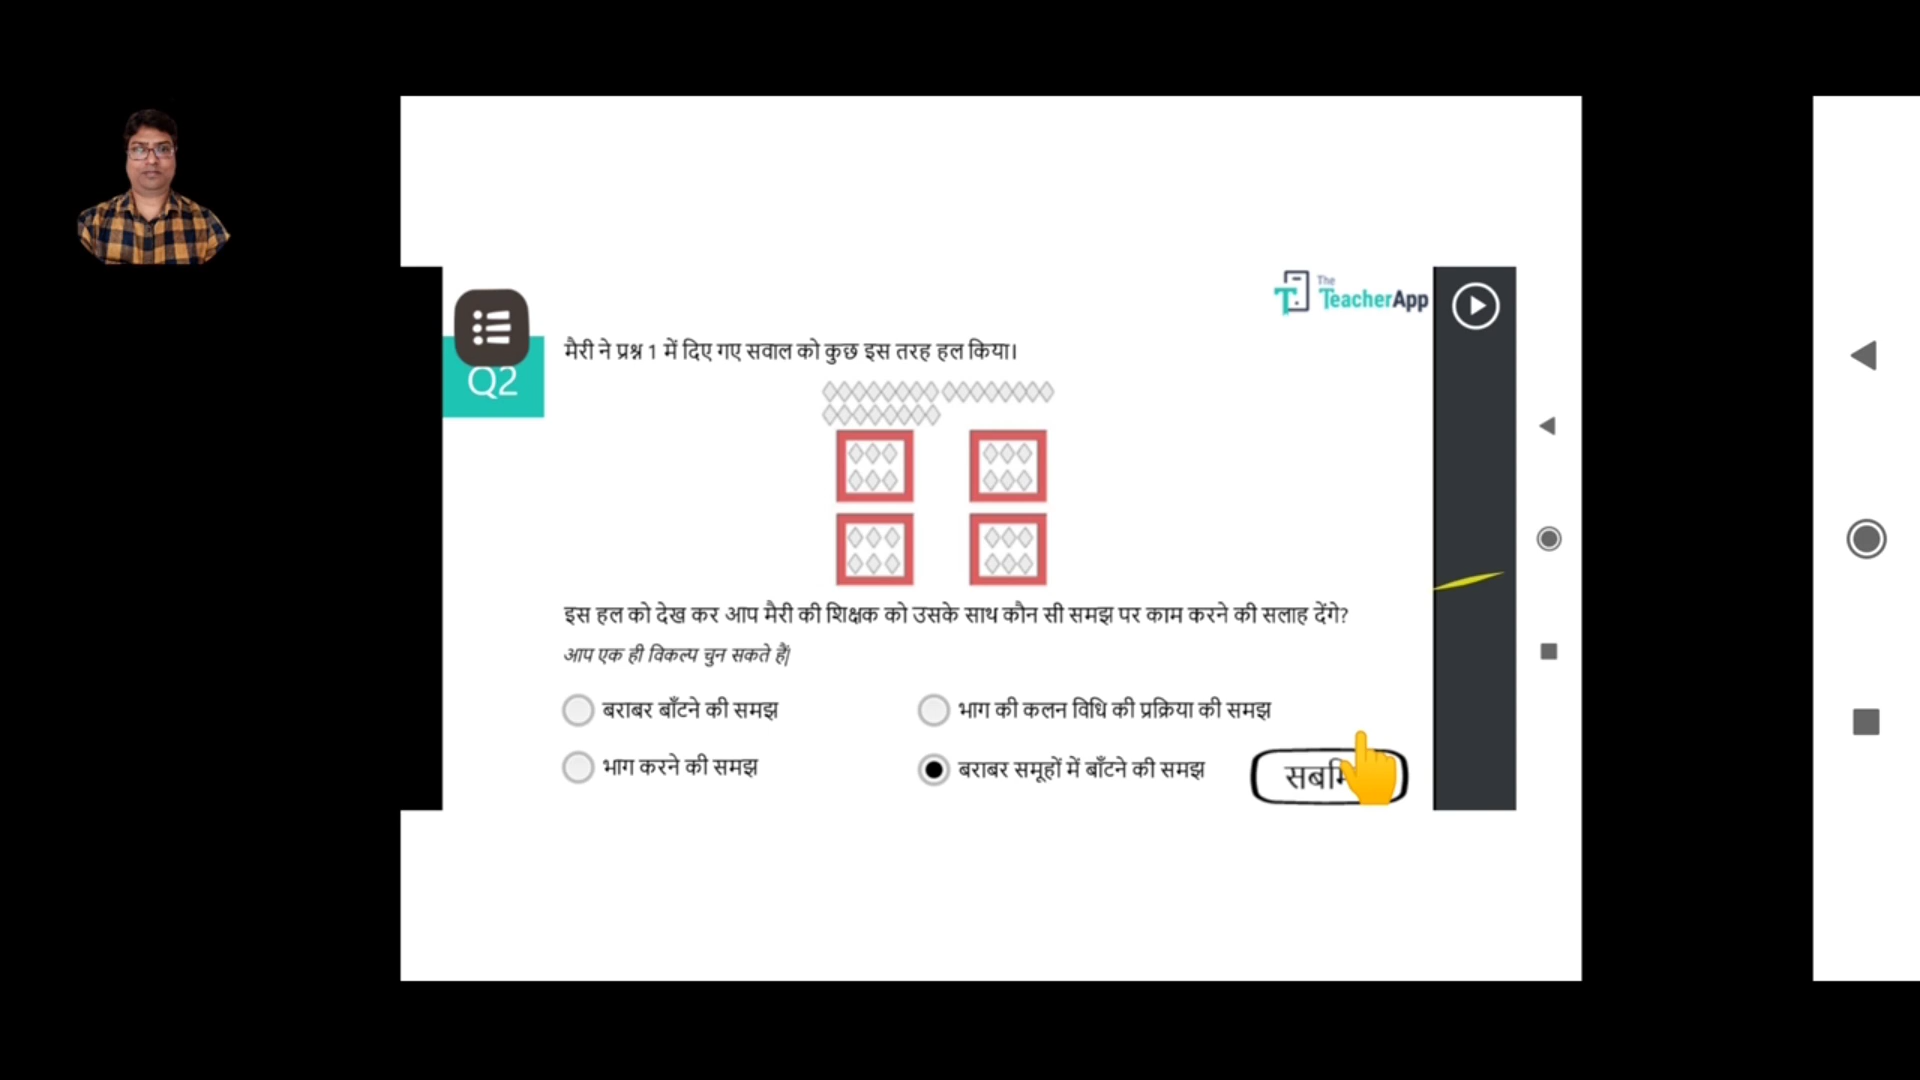 The
TeacherApp
Q2
मैरी ने प्रश्न 1 में दिए गए सवाल को कुछ इस तरह हल किया।
इस हल को देख कर आप मैरी की शिक्षक को उसके साथ कौन सी समझ पर काम करने की सलाह देंगे?
आप एक ही विकल्प चुन सकते हैं|
बराबर बाँटने की समझ
भाग की कलन विधि की प्रक्रिया की समझ
भाग करने की समझ
बराबर समूहों में बाँटने की समझ